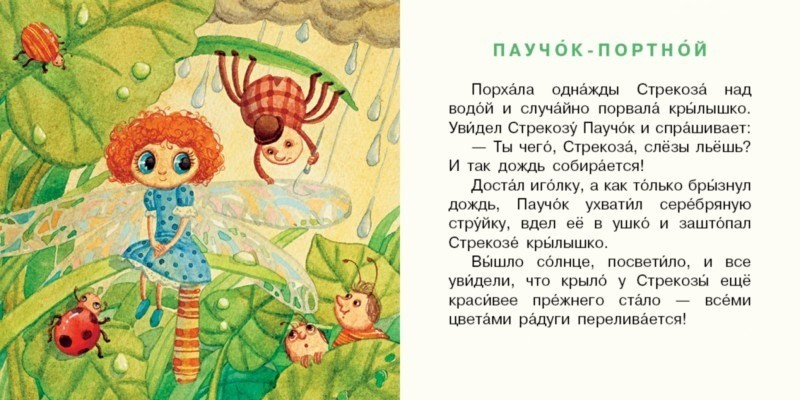 ПАУЧО́К-ПОРТНО́Й
Порха́ла одна́жды Стрекоза́ над
водо́й и случа́йно порвала́ кры́лышко.
Уви́дел Стрекозу́ Паучо́к и спра́шивает:
— Ты чего́, Стрекоза́, слёзы льёшь?
И так дождь собира́ется!
Доста́л иго́лку, а как то́лько бры́знул
дождь, Паучо́к ухвати́л сере́бряную
стру́йку, вдел её в ушко́ и зашто́пал
Стрекозе́ кры́лышко.
Вы́шло со́лнце, посвети́ло, и все
уви́дели, что крыло́ у Стрекозы́ ещё
краси́вее пре́жнего ста́ло — все́ми
цвета́ми ра́дуги перелива́ется!